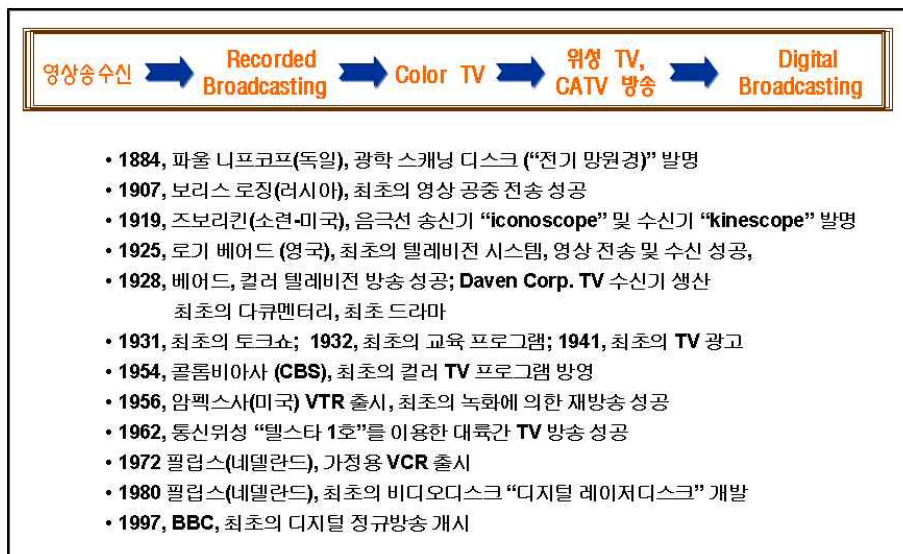 영상송수신
Recorded
Broadcasting
Color TV
위성 TV,
CATV 방송
Digital
Broadcasting
• 1884, 파울 니프코프(독일), 광학 스캐닝 디스크 (“전기 망원경)” 발명
• 1907, 보리스 로징(러시아), 최초의 영상 공중 전송 성공
• 1919, 즈보리킨(소련-미국), 음극선 송신기 “iconoscope” 및 수신기 “kinescope” 발명
• 1925, 로기 베어드 (영국), 최초의 텔레비전 시스템, 영상 전송 및 수신 성공,
• 1928, 베어드, 컬러 텔레비전 방송 성공; Daven Corp. TV 수신기 생산
최초의 다큐멘터리, 최초 드라마
• 1931, 최초의 토크쇼; 1932, 최초의 교육 프로그램; 1941, 최초의 TV 광고
• 1954, 콜롬비아사 (CBS), 최초의 컬러 TV 프로그램 방영
• 1956, 암펙스사(미국) VTR 출시, 최초의 녹화에 의한 재방송 성공
• 1962, 통신위성 “텔스타 1호”를 이용한 대륙간 TV 방송 성공
• 1972 필립스(네델란드), 가정용 VCR 출시
• 1980 필립스(네델란드), 최초의 비디오디스크 “디지털 레이저디스크” 개발
• 1997, BBC, 최초의 디지털 정규방송 개시